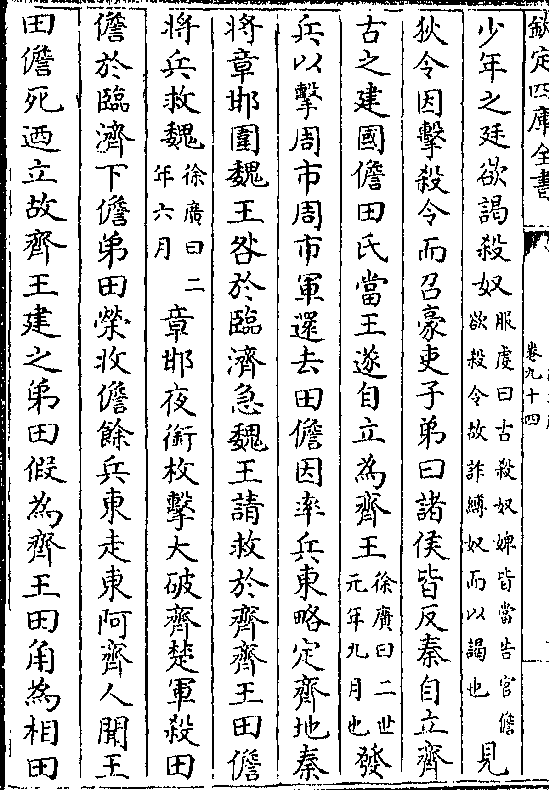 欽定四庫全書
卷九十四
少年之廷欲謁殺奴服虔曰古殺奴婢皆當告官儋欲殺令故詐縛奴而以謁也見
狄令因擊殺令而召豪吏子弟曰諸侯皆反秦自立齊
古之建國儋田氏當王遂自立為齊王徐廣曰二世元年九月也發
兵以擊周市周市軍還去田儋因率兵東略定齊地秦
將章邯圍魏王咎於臨濟急魏王請救於齊齊王田儋
將兵救魏徐廣曰二年六月章邯夜銜枚擊大破齊楚軍殺田
儋於臨濟下儋弟田榮收儋餘兵東走東阿齊人聞王
田儋死迺立故齊王建之弟田假為齊王田角為相田